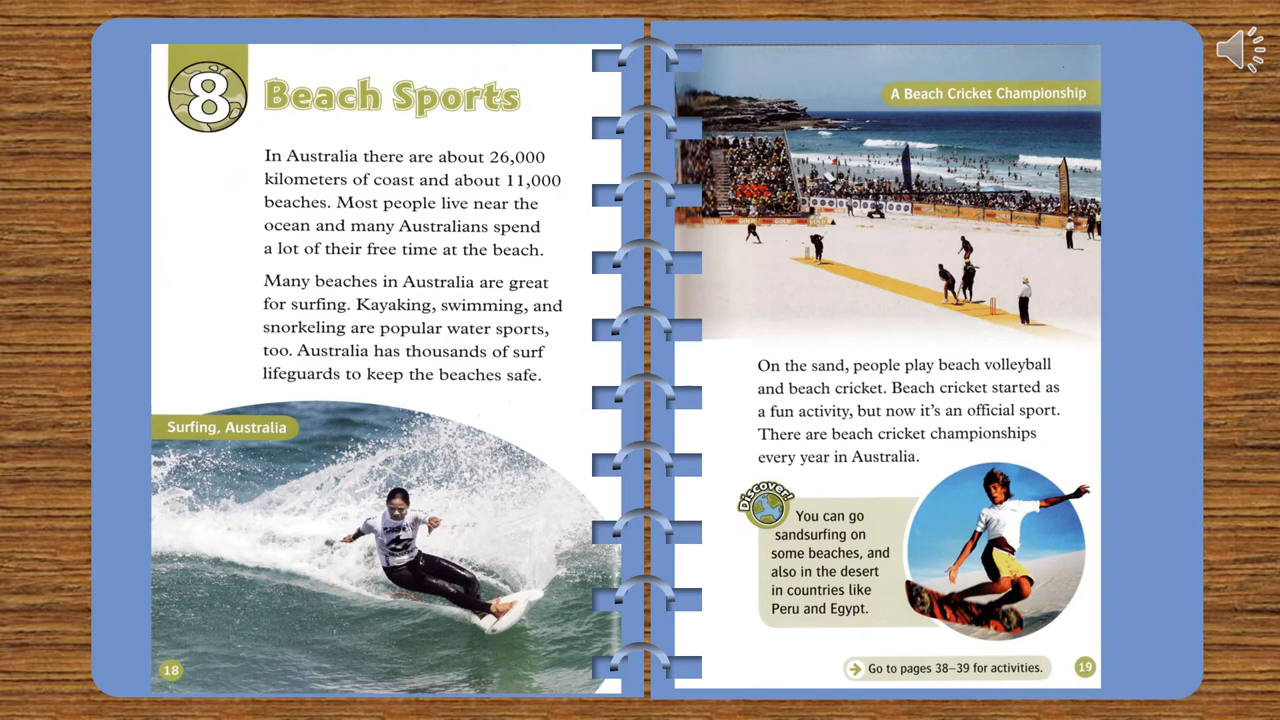 8
Beach Sports
In Australia there are about 26,000
kilometers of coast and about 11,000
beaches. Most people live near the
ocean and many Australians spend
a lot of their free time at the beach.
Many beaches in Australia are great
for surfing. Kayaking, swimming, and
snorkeling are popular water sports,
too. Australia has thousands of surf
lifeguards to keep the beaches safe.
Surfing, Australia
18
A Beach Cricket Championship
On the sand, people play beach volleyball
and beach cricket. Beach cricket started as
a fun activity, but now it's an official sport.
There are beach cricket championships
every year in Australia.
Discover!
You can go
sandsurfing on
some beaches, and
also in the desert
in countries like
Peru and Egypt.
Go to pages 38–39 for activities.
19